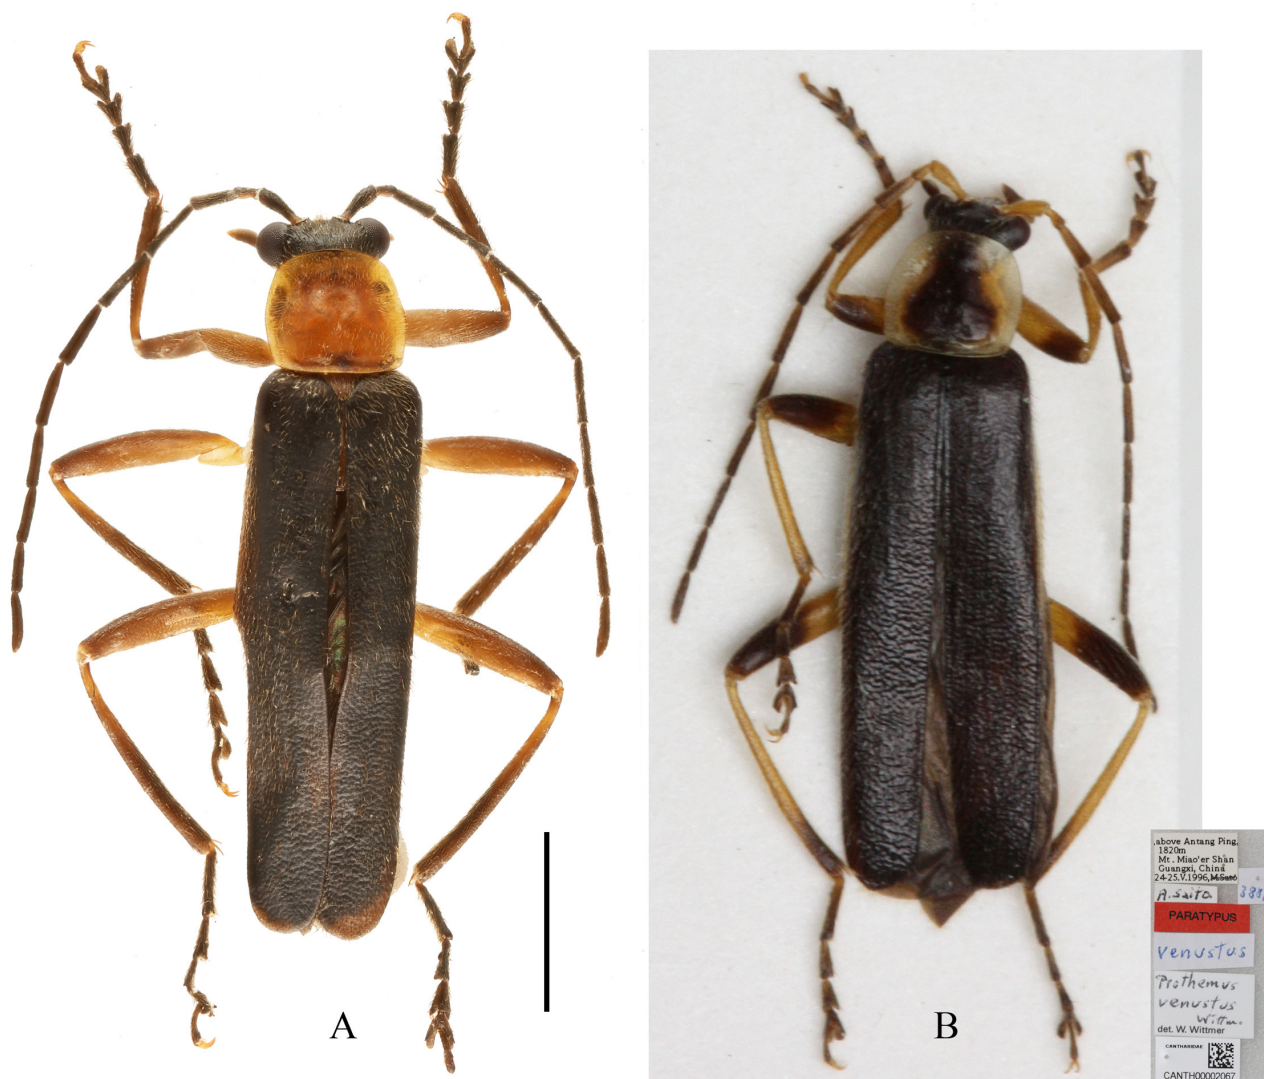 A
B
,above Antang Ping,
1820m
Mt. Miao'er Shan
Guangxi, China
24-25.V.1996,
A. Saito
PARATYPUS
venustus
Prothemus
venustus
Wittm.
det. W. Wittmer
CANTHARIDAE
CANTH00002067